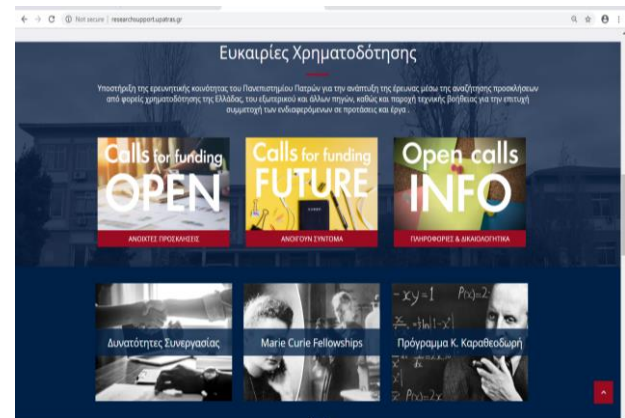 Not secure | researchsupport.upatras.gr
Ευκαιρίες Χρηματοδότησης
Υποστήριξη της ερευνητικής κοινότητας του Πανεπιστημίου Πατρών για την ανάπτυξη της έρευνας μέσω της αναζήτησης προσκλήσεων
από φορείς χρηματοδότησης της Ελλάδας, του εξωτερικού και άλλων πηγών, καθώς και παροχή τεχνικής βοήθειας για την επιτυχή
συμμετοχή των ενδιαφερόμενων σε προτάσεις και έργα .
Calls for funding
OPEN
ΑΝΟΙΧΤΕΣ ΠΡΟΣΚΛΗΣΕΙΣ
Calls for funding
FUTURE
ΑΝΟΙΓΟΥΝ ΣΥΝΤΟΜΑ
Open calls
INFO
ΠΛΗΡΟΦΟΡΙΕΣ & ΔΙΚΑΙΟΛΟΓΗΤΙΚΑ
Δυνατότητες Συνεργασίας
Marie Curie Fellowships
Πρόγραμμα Κ. Καραθεοδωρή